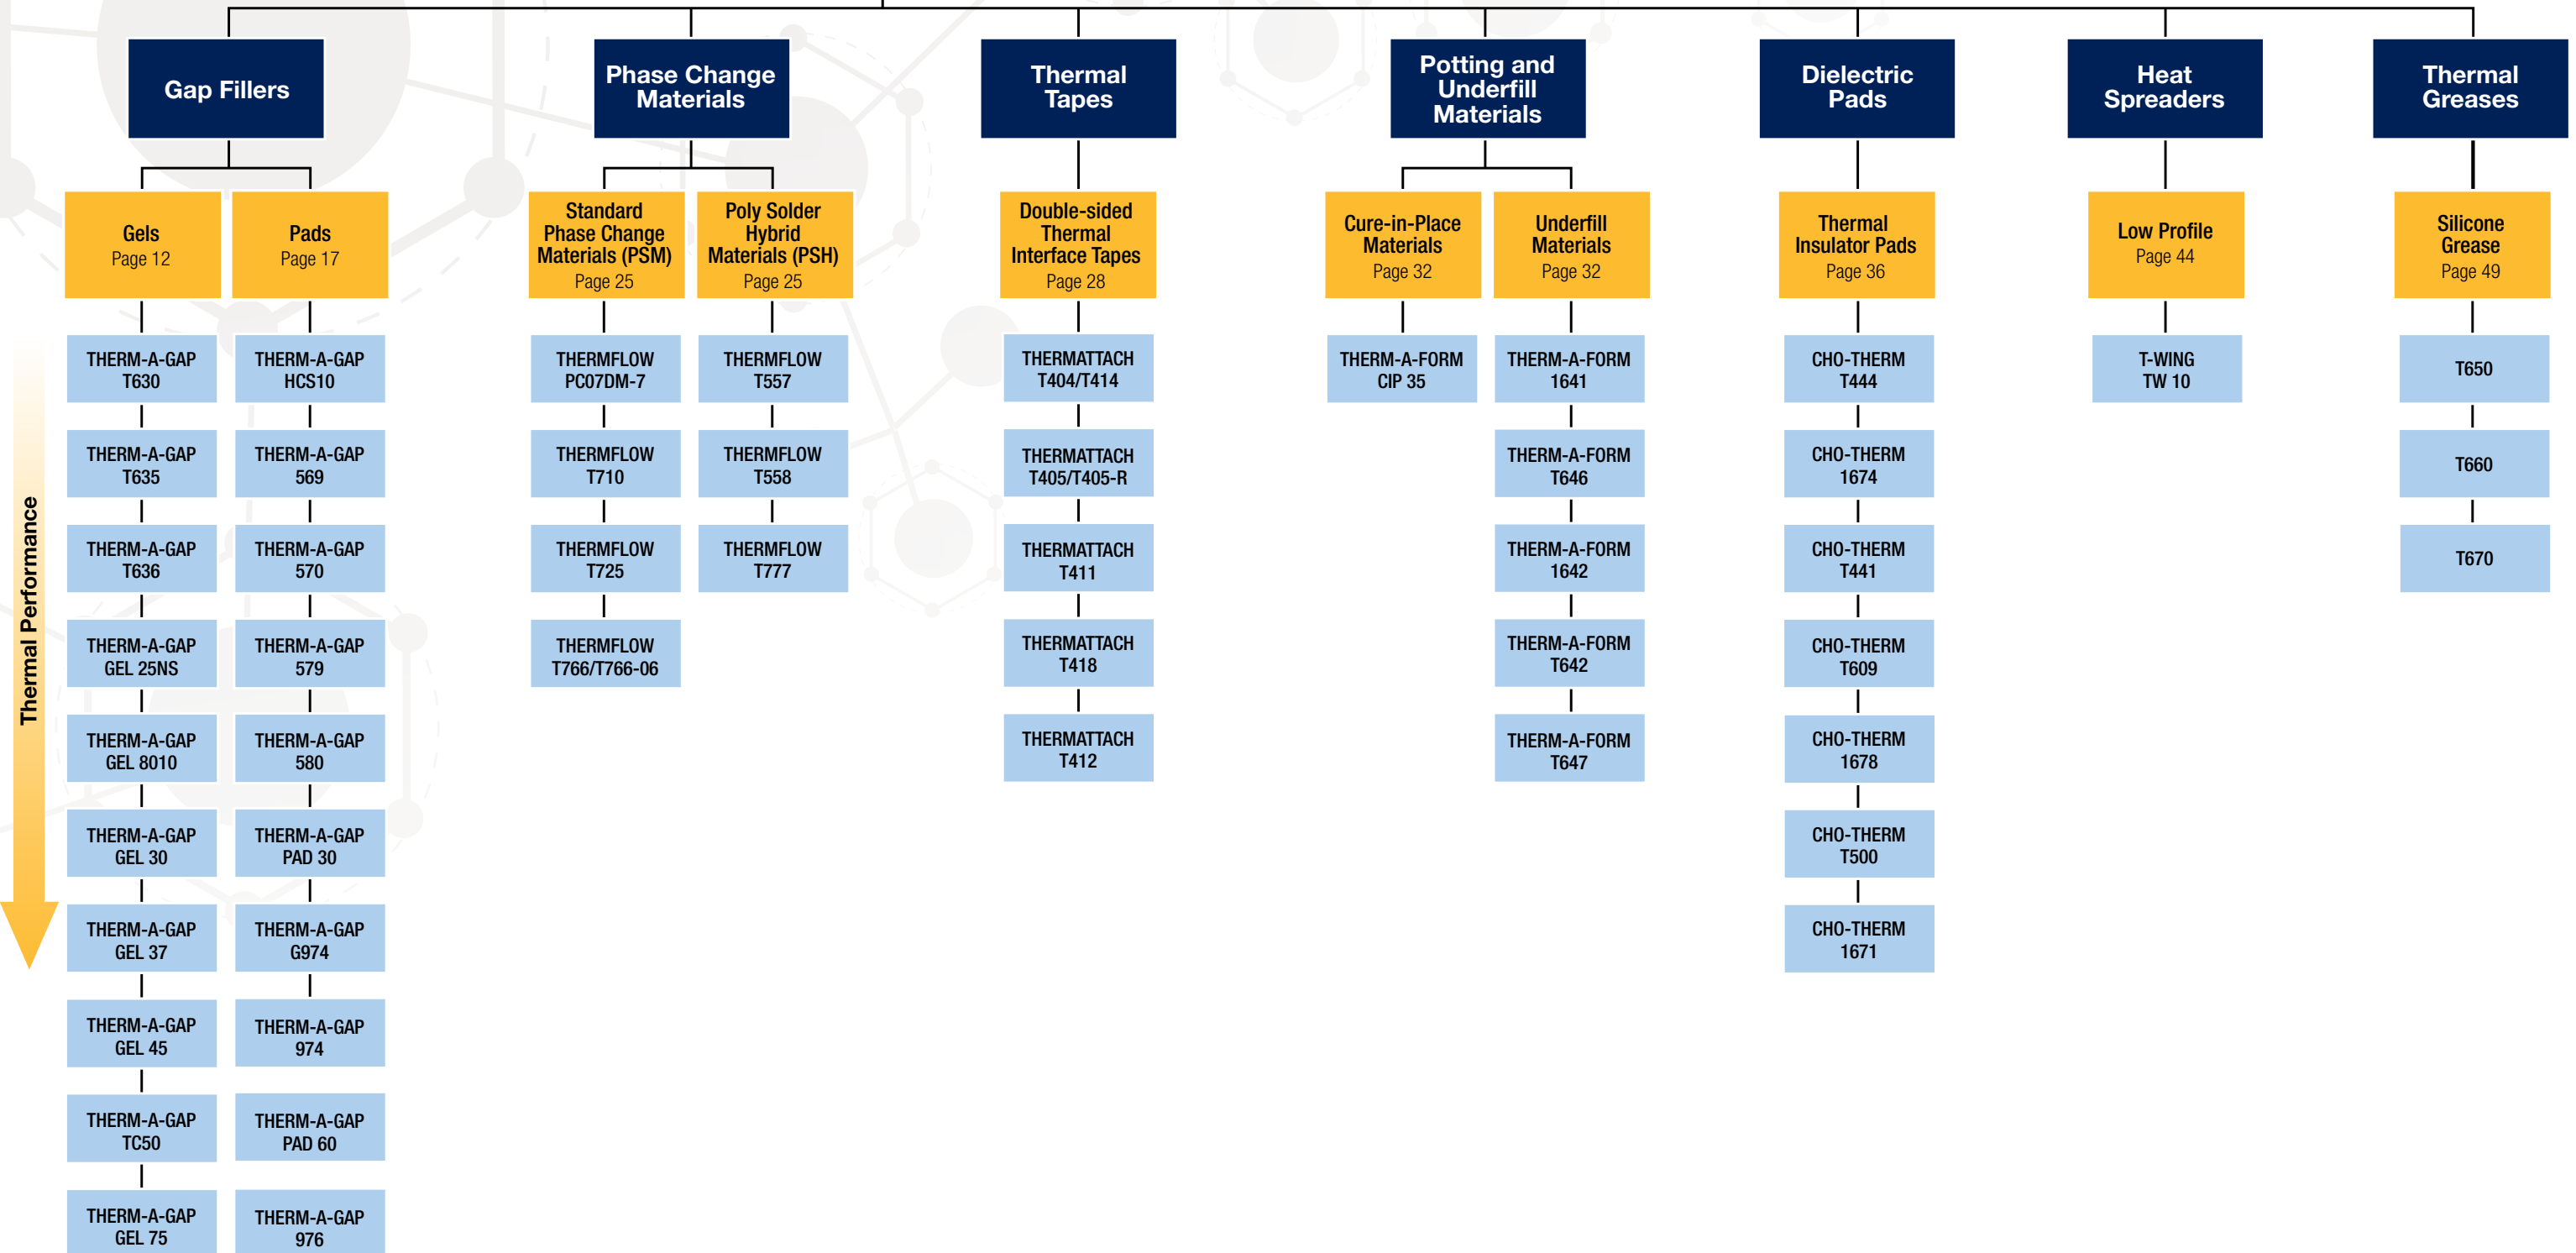 Gap Fillers
Phase Change
Materials
Thermal
Tapes
Potting and
Underfill
Materials
Dielectric
Pads
Heat
Spreaders
Thermal
Greases
Gels
Page 12
Pads
Page 17
Standard
Phase Change
Materials (PSM)
Page 25
Poly Solder
Hybrid
Materials (PSH)
Page 25
Double-sided
Thermal
Interface Tapes
Page 28
Cure-in-Place
Materials
Page 32
Underfill
Materials
Page 32
Thermal
Insulator Pads
Page 36
Low Profile
Page 44
Silicone
Grease
Page 49
Thermal Performance
THERM-A-GAP
T630
THERM-A-GAP
T635
THERM-A-GAP
T636
THERM-A-GAP
GEL 25NS
THERM-A-GAP
GEL 8010
THERM-A-GAP
GEL 30
THERM-A-GAP
GEL 37
THERM-A-GAP
GEL 45
THERM-A-GAP
TC50
THERM-A-GAP
GEL 75
THERM-A-GAP
HCS10
THERM-A-GAP
569
THERM-A-GAP
570
THERM-A-GAP
579
THERM-A-GAP
580
THERM-A-GAP
PAD 30
THERM-A-GAP
G974
THERM-A-GAP
974
THERM-A-GAP
PAD 60
THERM-A-GAP
976
THERMFLOW
PC07DM-7
THERMFLOW
T710
THERMFLOW
T725
THERMFLOW
T766/T766-06
THERMFLOW
T557
THERMFLOW
T558
THERMFLOW
T777
THERMATTACH
T404/T414
THERMATTACH
T405/T405-R
THERMATTACH
T411
THERMATTACH
T418
THERMATTACH
T412
THERM-A-FORM
CIP 35
THERM-A-FORM
1641
THERM-A-FORM
T646
THERM-A-FORM
1642
THERM-A-FORM
T642
THERM-A-FORM
T647
CHO-THERM
T444
CHO-THERM
1674
CHO-THERM
T441
CHO-THERM
T609
CHO-THERM
1678
CHO-THERM
T500
CHO-THERM
1671
T-WING
TW 10
T650
T660
T670